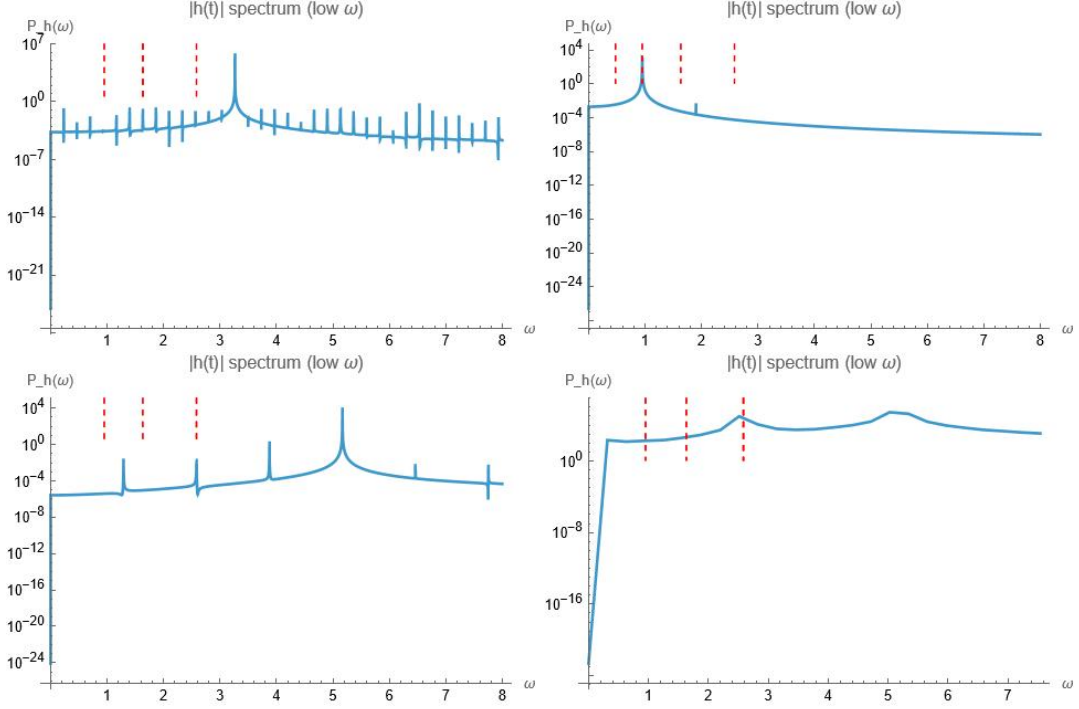 |h(t)| spectrum (low ω)
P_h(ω)
10^7
10^0
10^-7
10^-14
10^-21
1 2 3 4 5 6 7 8 ω
|h(t)| spectrum (low ω)
P_h(ω)
10^4
10^0
10^-4
10^-8
10^-12
10^-16
10^-20
10^-24
1 2 3 4 5 6 7 8 ω
|h(t)| spectrum (low ω)
P_h(ω)
10^4
10^0
10^-4
10^-8
10^-12
10^-16
10^-20
10^-24
1 2 3 4 5 6 7 8 ω
|h(t)| spectrum (low ω)
P_h(ω)
10^0
10^-8
10^-16
1 2 3 4 5 6 7 ω